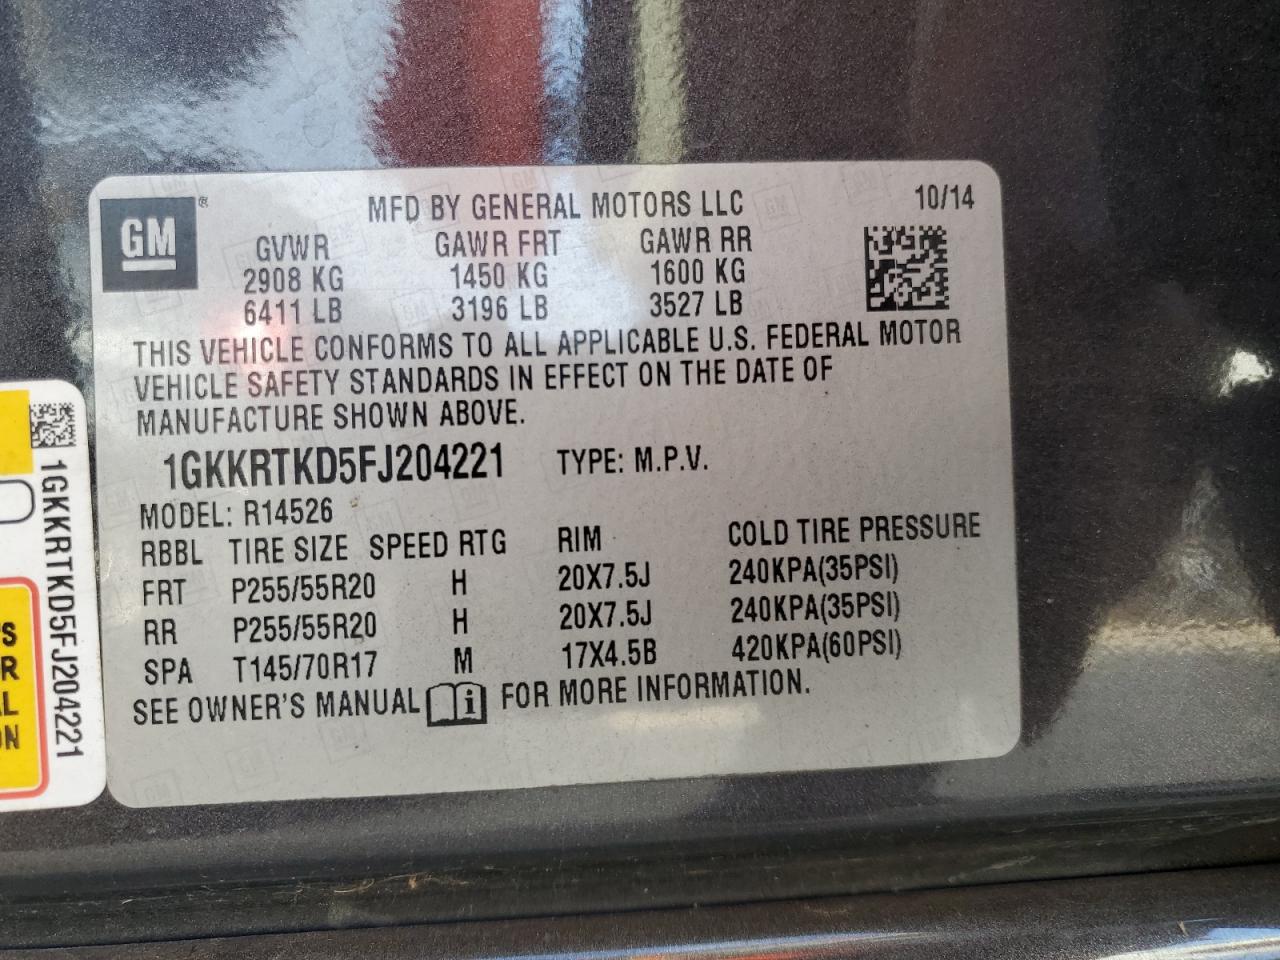 GM ®
MFD BY GENERAL MOTORS LLC 10/14
GVWR GAWR FRT GAWR RR
2908 KG 1450 KG 1600 KG
6411 LB 3196 LB 3527 LB
THIS VEHICLE CONFORMS TO ALL APPLICABLE U.S. FEDERAL MOTOR
VEHICLE SAFETY STANDARDS IN EFFECT ON THE DATE OF
MANUFACTURE SHOWN ABOVE.
1GKKRTKD5FJ204221 TYPE: M.P.V.
MODEL: R14526
RBBL TIRE SIZE SPEED RTG RIM COLD TIRE PRESSURE
FRT P255/55R20 H 20X7.5J 240KPA(35PSI)
RR P255/55R20 H 20X7.5J 240KPA(35PSI)
SPA T145/70R17 M 17X4.5B 420KPA(60PSI)
SEE OWNER'S MANUAL i FOR MORE INFORMATION.
1GKKRTKD5FJ204221